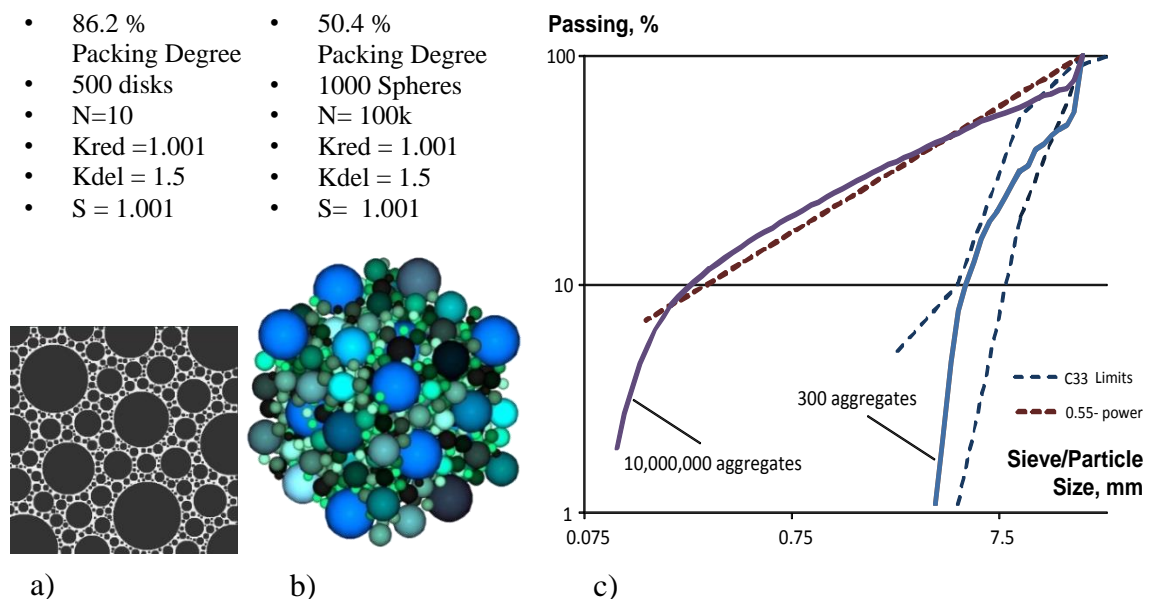 • 86.2 %
Packing Degree
• 500 disks
• N=10
• Kred =1.001
• Kdel = 1.5
• S = 1.001
• 50.4 %
Packing Degree
• 1000 Spheres
• N= 100k
• Kred = 1.001
• Kdel = 1.5
• S= 1.001
Passing, %
100
10
1
0.075
0.75
7.5
300 aggregates
10,000,000 aggregates
C33 Limits
0.55- power
Sieve/Particle
Size, mm
a)
b)
c)